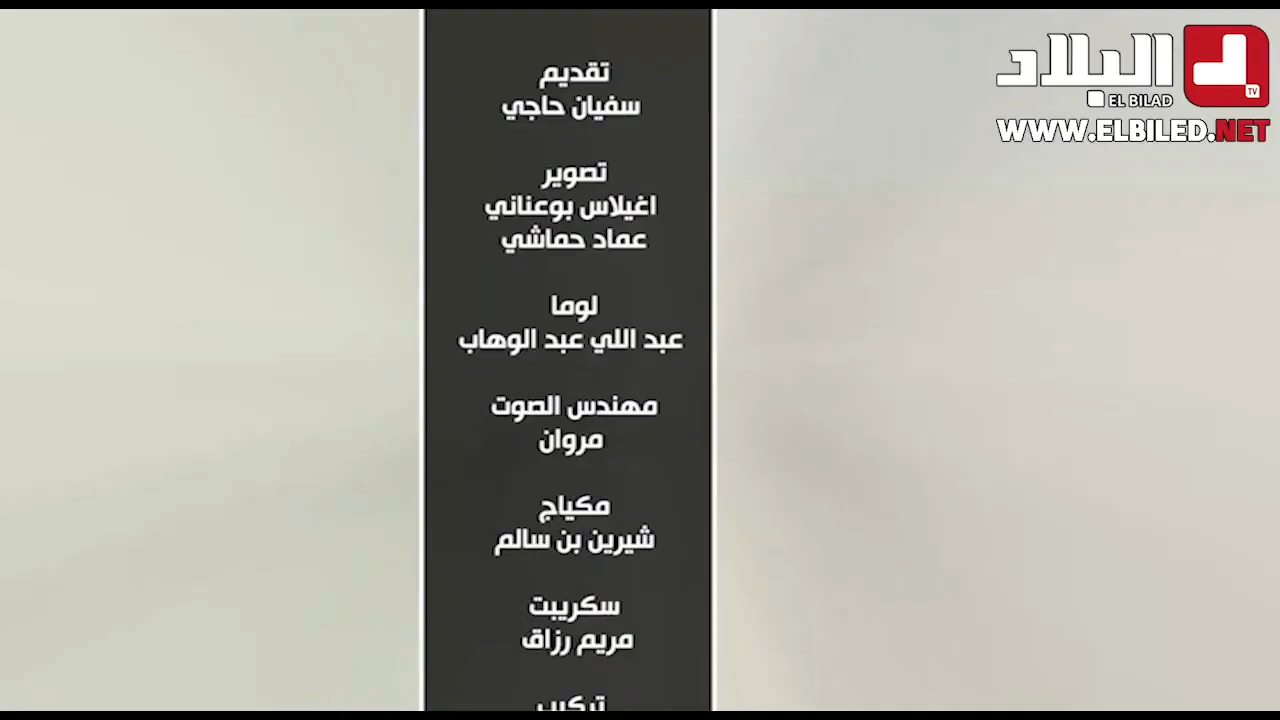 البلاد
TV
EL BILAD
WWW.ELBILED.NET
تقديم
سفيان حاجي
تصوير
اغيلاس بوعناني
عماد حماشي
لوما
عبد اللي عبد الوهاب
مهندس الصوت
مروان
مكياج
شيرين بن سالم
سكريبت
مريم رزاق
تركيب